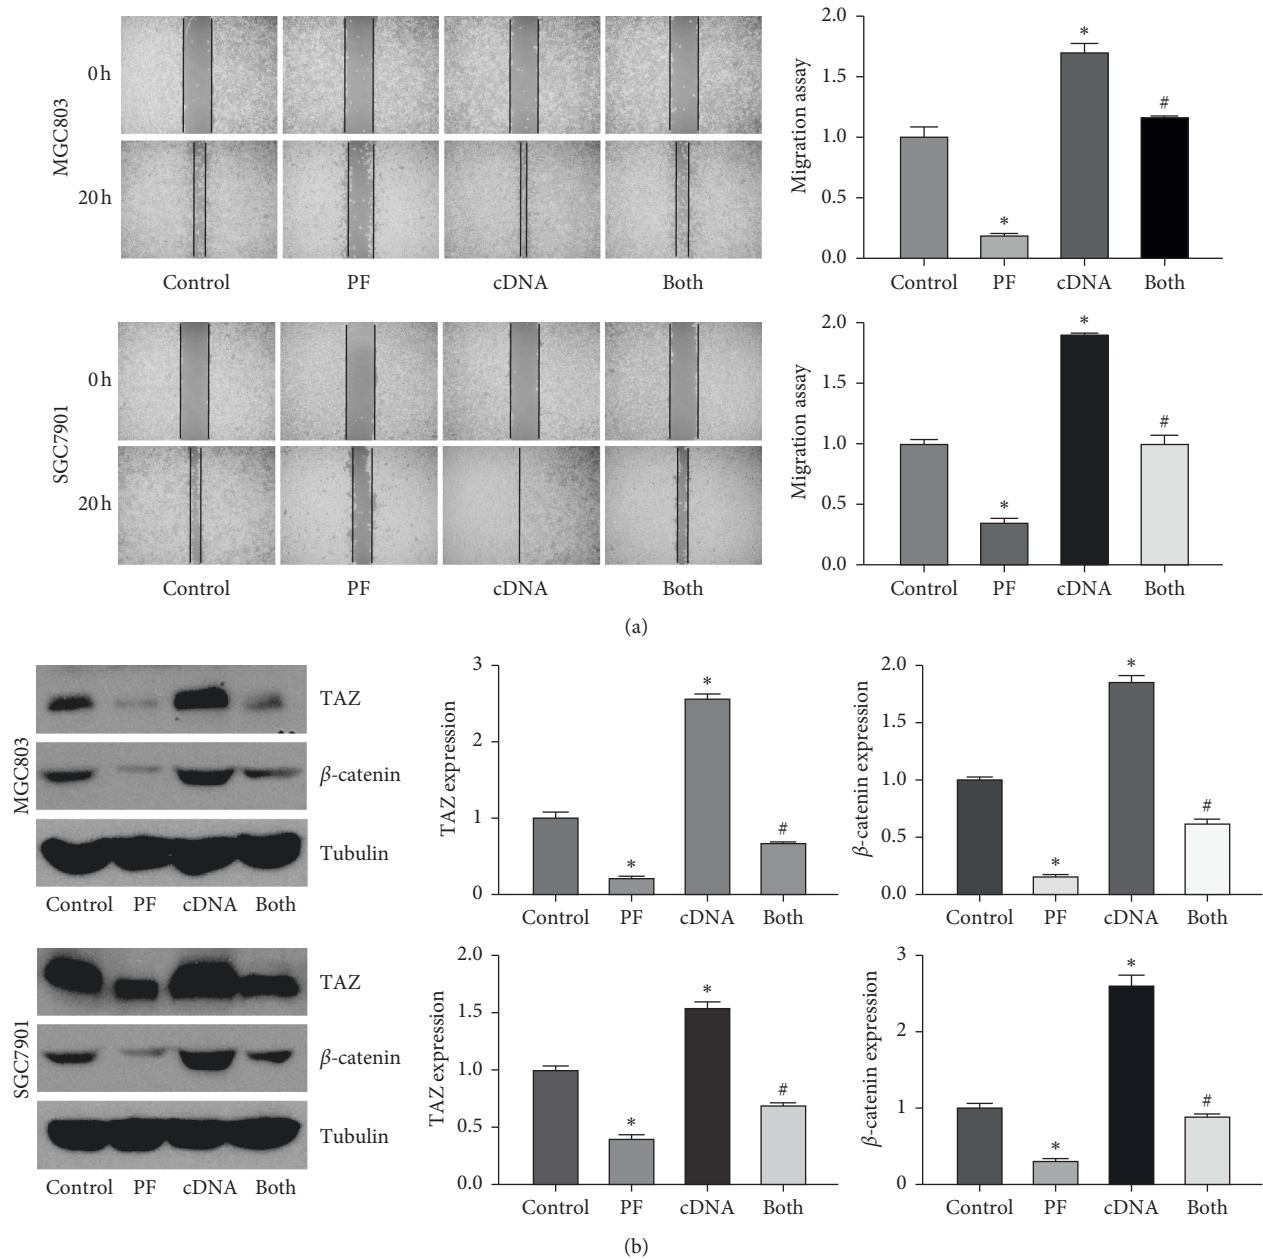 MGC803
0 h
20 h
Control PF cDNA Both
Migration assay
2.0
1.5
1.0
0.5
0.0
* * #
Control PF cDNA Both
SGC7901
0 h
20 h
Control PF cDNA Both
Migration assay
2.0
1.5
1.0
0.5
0.0
* * #
Control PF cDNA Both
(a)
MGC803
TAZ
β-catenin
Tubulin
Control PF cDNA Both
TAZ expression
3
2
1
0
* * #
Control PF cDNA Both
β-catenin expression
2.0
1.5
1.0
0.5
0.0
* * #
Control PF cDNA Both
SGC7901
TAZ
β-catenin
Tubulin
Control PF cDNA Both
TAZ expression
2.0
1.5
1.0
0.5
0.0
* * #
Control PF cDNA Both
β-catenin expression
3
2
1
0
* * #
Control PF cDNA Both
(b)